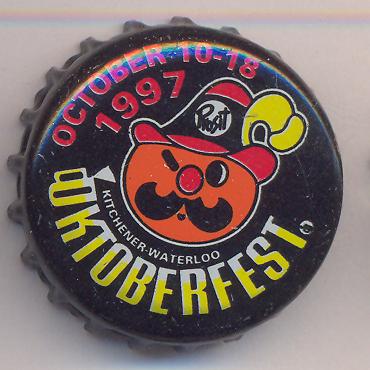 OCTOBER 10-18
1997
PROSIT
KITCHENER-WATERLOO
OKTOBERFEST